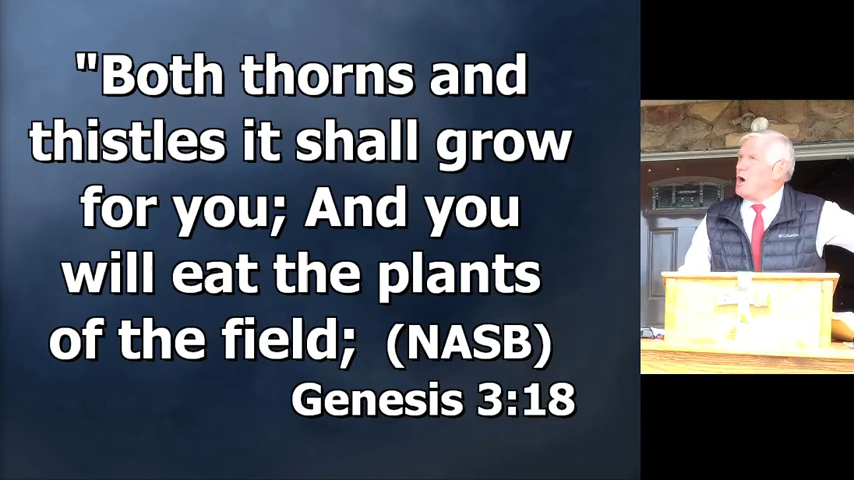 "Both thorns and
thistles it shall grow
for you; And you
will eat the plants
of the field; (NASB)
Genesis 3:18
Columbia